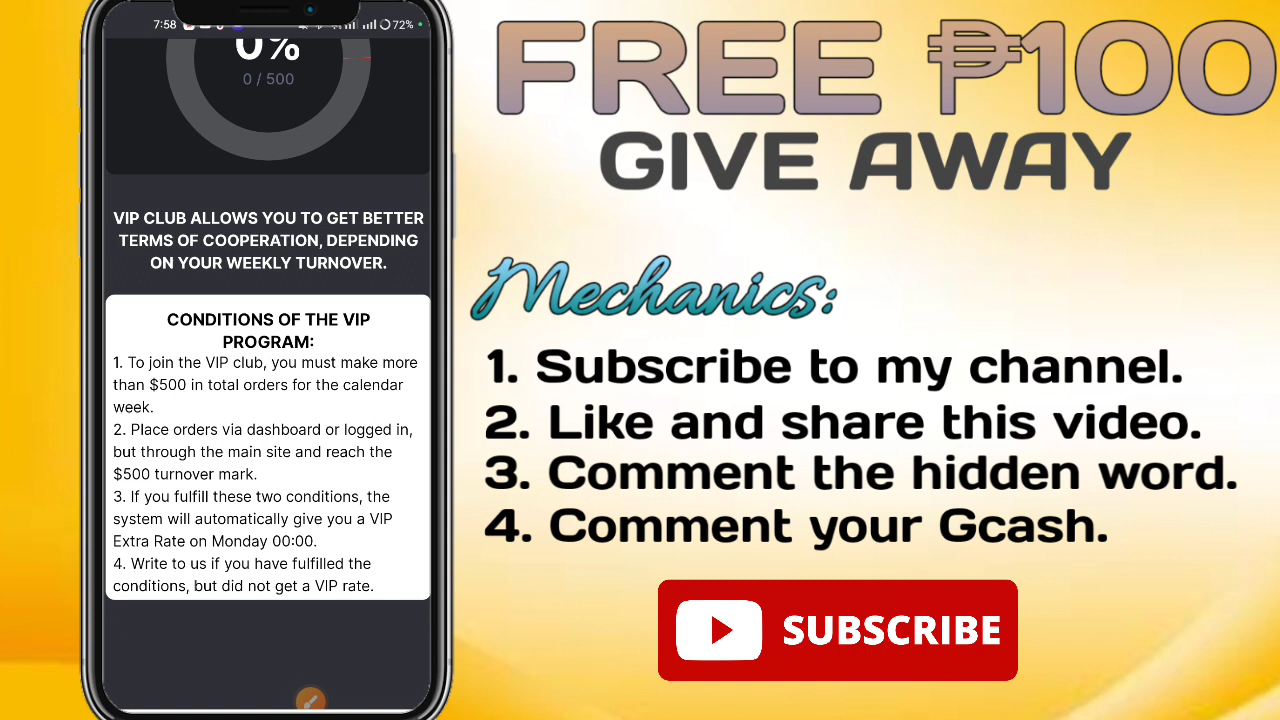 7:58
72%
0%
0 / 500
VIP CLUB ALLOWS YOU TO GET BETTER
TERMS OF COOPERATION, DEPENDING
ON YOUR WEEKLY TURNOVER.
CONDITIONS OF THE VIP
PROGRAM:
1. To join the VIP club, you must make more
than $500 in total orders for the calendar
week.
2. Place orders via dashboard or logged in,
but through the main site and reach the
$500 turnover mark.
3. If you fulfill these two conditions, the
system will automatically give you a VIP
Extra Rate on Monday 00:00.
4. Write to us if you have fulfilled the
conditions, but did not get a VIP rate.
FREE ₱100
GIVE AWAY
Mechanics:
1. Subscribe to my channel.
2. Like and share this video.
3. Comment the hidden word.
4. Comment your Gcash.
SUBSCRIBE